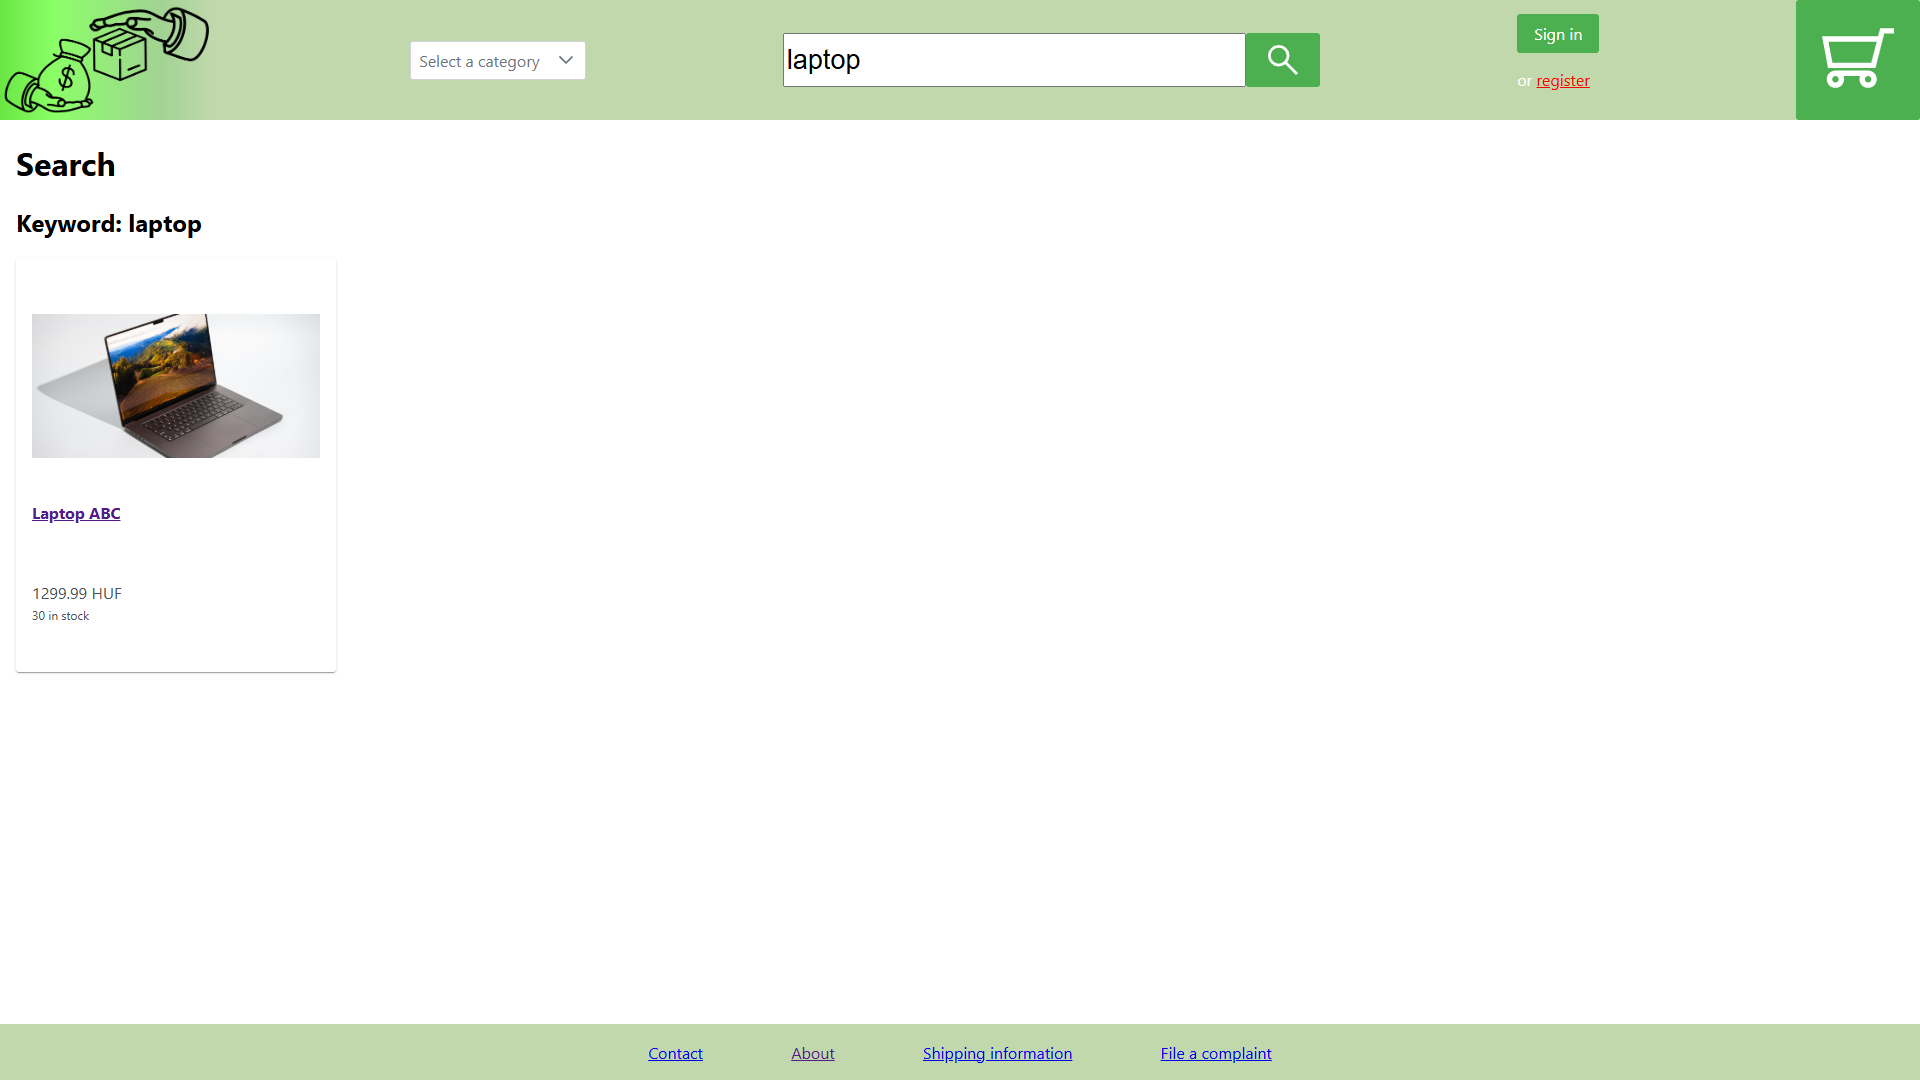 Select a category
laptop
Sign in
or register
Search
Keyword: laptop
Laptop ABC
1299.99 HUF
30 in stock
Contact
About
Shipping information
File a complaint